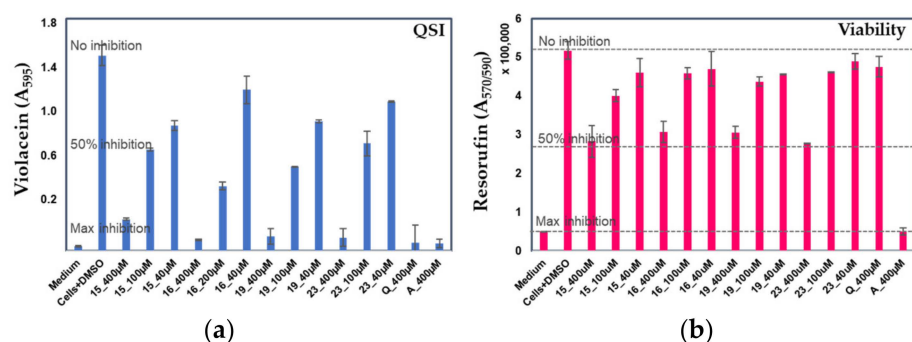 QSI
Violacein (A595)
1.8
1.4
1.0
0.6
0.2
No inhibition
50% inhibition
Max inhibition
Medium
Cells+DMSO
15_400µM
15_100µM
15_40µM
16_400µM
16_200µM
16_40µM
19_400µM
19_100µM
19_40µM
23_400µM
23_100µM
23_40µM
Q_400µM
A_400µM
(a)
Viability
Resorufin (A570/590)
x 100,000
6
5
4
3
2
1
0
No inhibition
50% inhibition
Max inhibition
Medium
Cells+DMSO
15_400uM
15_100uM
15_40uM
16_400uM
16_100uM
16_40uM
19_400uM
19_100uM
19_40uM
23_400uM
23_100uM
23_40uM
Q_400µM
A_400µM
(b)